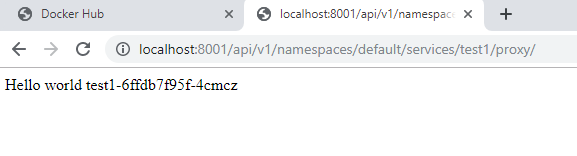 Docker Hub
localhost:8001/api/v1/namespace
localhost:8001/api/v1/namespaces/default/services/test1/proxy/
Hello world test1-6ffdb7f95f-4cmcz